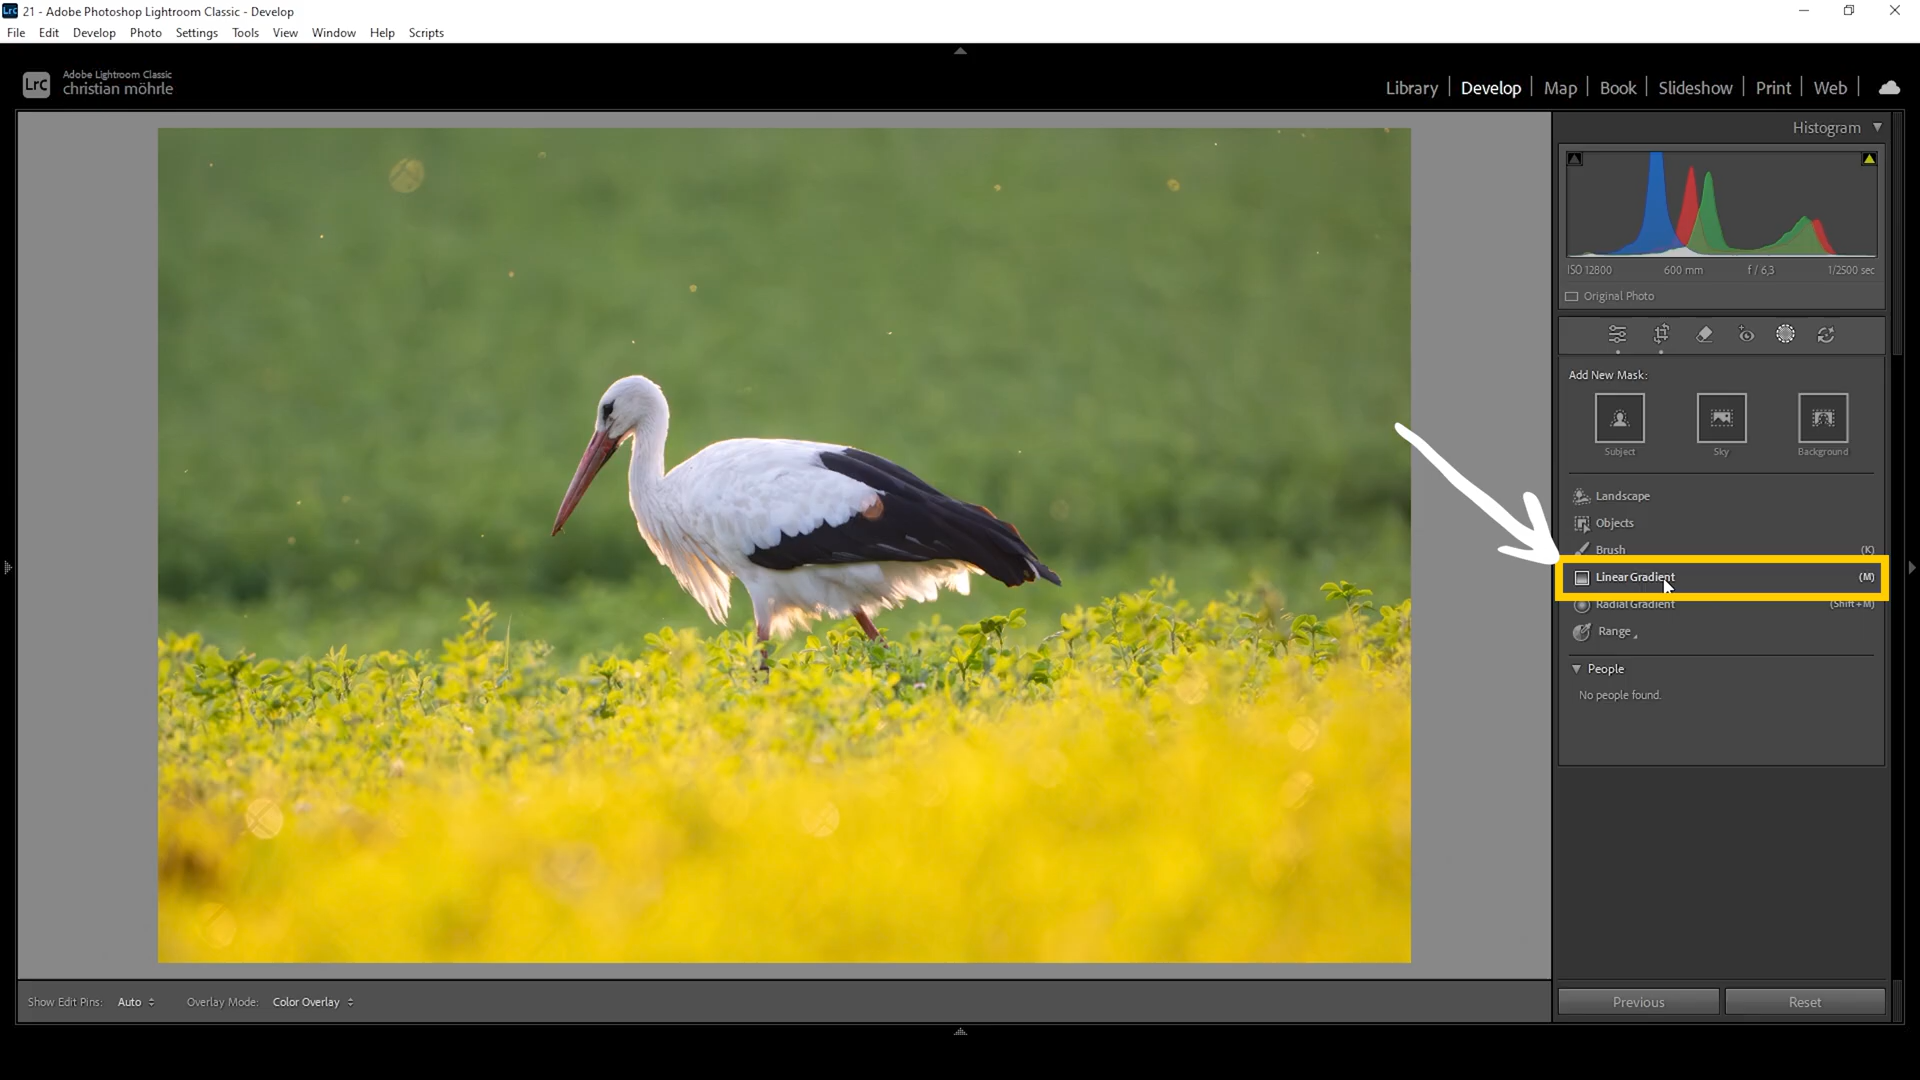 Lrc 21 - Adobe Photoshop Lightroom Classic - Develop
File Edit Develop Photo Settings Tools View Window Help Scripts
LrC
Adobe Lightroom Classic
christian möhrle
Library | Develop | Map | Book | Slideshow | Print | Web |
Histogram
ISO 12800 600 mm f / 6,3 1/2500 sec
Original Photo
Add New Mask:
Subject Sky Background
Landscape
Objects
Brush (K)
Linear Gradient (M)
Radial Gradient (Shift+M)
Range
People
No people found.
Show Edit Pins: Auto Overlay Mode: Color Overlay
Previous Reset